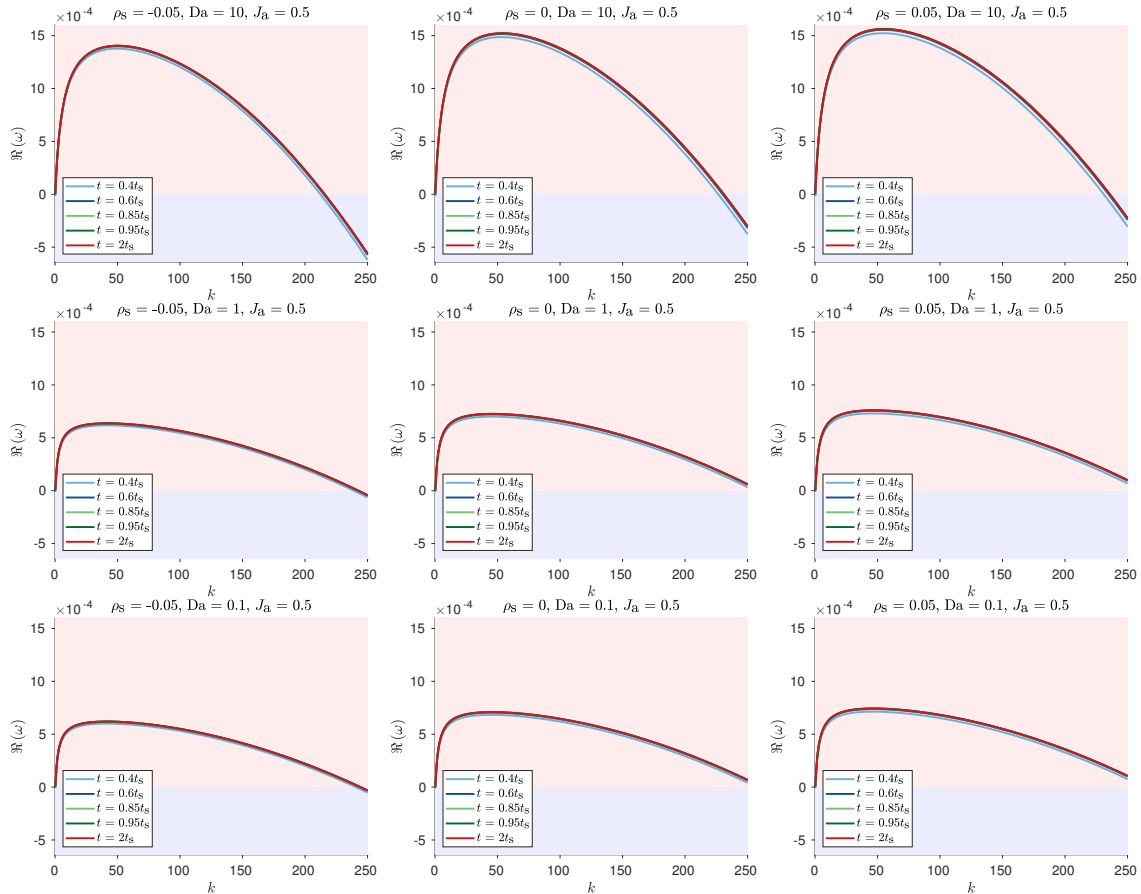 ×10⁻⁴ ρs = -0.05, Da = 10, Ja = 0.5
15
10
5
0
-5
ℜ(ω)
t = 0.4ts
t = 0.6ts
t = 0.85ts
t = 0.95ts
t = 2ts
0 50 100 150 200 250
k
×10⁻⁴ ρs = 0, Da = 10, Ja = 0.5
15
10
5
0
-5
ℜ(ω)
t = 0.4ts
t = 0.6ts
t = 0.85ts
t = 0.95ts
t = 2ts
0 50 100 150 200 250
k
×10⁻⁴ ρs = 0.05, Da = 10, Ja = 0.5
15
10
5
0
-5
ℜ(ω)
t = 0.4ts
t = 0.6ts
t = 0.85ts
t = 0.95ts
t = 2ts
0 50 100 150 200 250
k
×10⁻⁴ ρs = -0.05, Da = 1, Ja = 0.5
15
10
5
0
-5
ℜ(ω)
t = 0.4ts
t = 0.6ts
t = 0.85ts
t = 0.95ts
t = 2ts
0 50 100 150 200 250
k
×10⁻⁴ ρs = 0, Da = 1, Ja = 0.5
15
10
5
0
-5
ℜ(ω)
t = 0.4ts
t = 0.6ts
t = 0.85ts
t = 0.95ts
t = 2ts
0 50 100 150 200 250
k
×10⁻⁴ ρs = 0.05, Da = 1, Ja = 0.5
15
10
5
0
-5
ℜ(ω)
t = 0.4ts
t = 0.6ts
t = 0.85ts
t = 0.95ts
t = 2ts
0 50 100 150 200 250
k
×10⁻⁴ ρs = -0.05, Da = 0.1, Ja = 0.5
15
10
5
0
-5
ℜ(ω)
t = 0.4ts
t = 0.6ts
t = 0.85ts
t = 0.95ts
t = 2ts
0 50 100 150 200 250
k
×10⁻⁴ ρs = 0, Da = 0.1, Ja = 0.5
15
10
5
0
-5
ℜ(ω)
t = 0.4ts
t = 0.6ts
t = 0.85ts
t = 0.95ts
t = 2ts
0 50 100 150 200 250
k
×10⁻⁴ ρs = 0.05, Da = 0.1, Ja = 0.5
15
10
5
0
-5
ℜ(ω)
t = 0.4ts
t = 0.6ts
t = 0.85ts
t = 0.95ts
t = 2ts
0 50 100 150 200 250
k